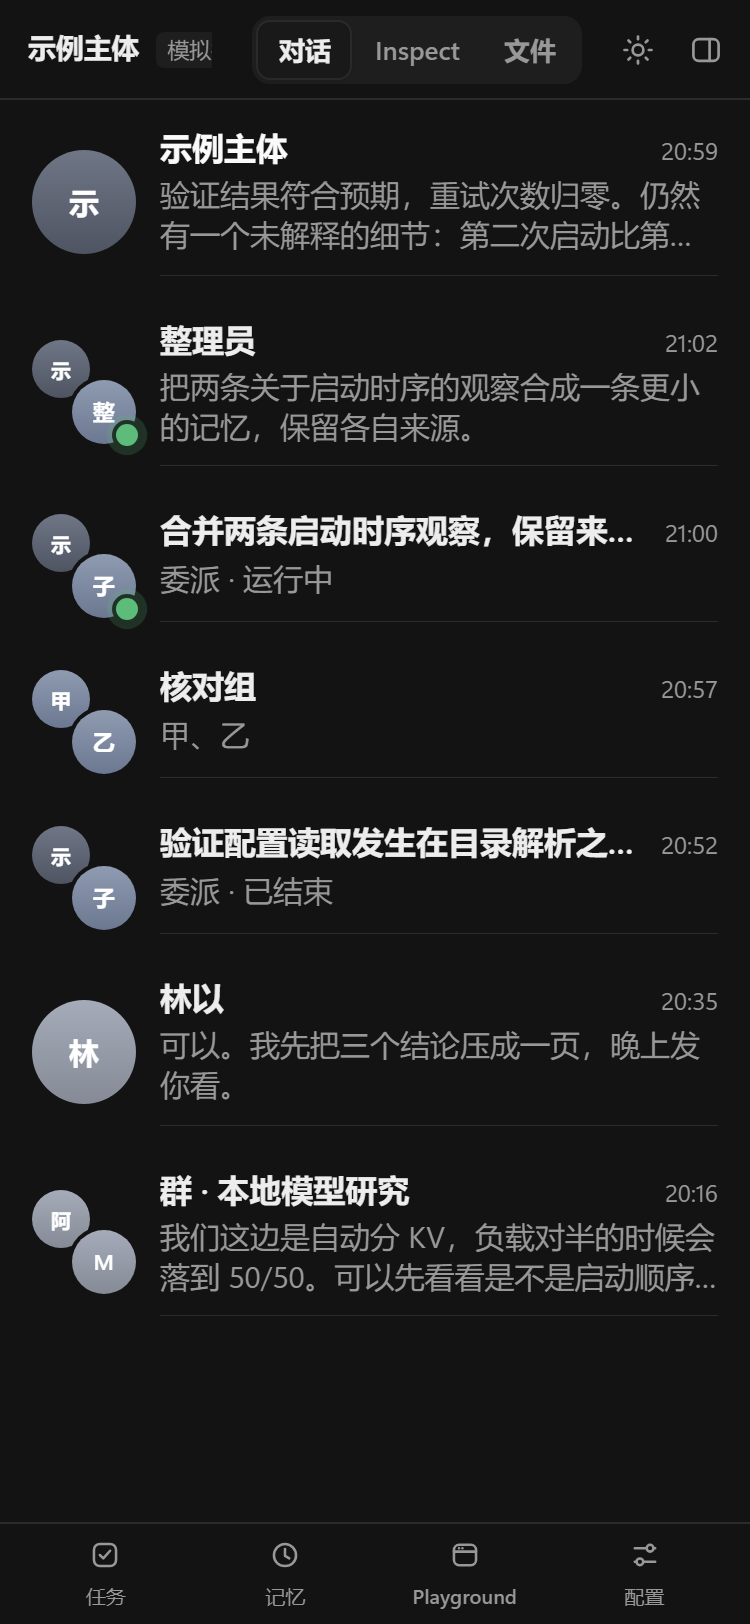 示例主体 模拟 对话 Inspect 文件
示例主体 20:59
示
验证结果符合预期，重试次数归零。仍然
有一个未解释的细节：第二次启动比第...
整理员 21:02
示
整
把两条关于启动时序的观察合成一条更小
的记忆，保留各自来源。
合并两条启动时序观察，保留来... 21:00
示
子
委派 · 运行中
核对组 20:57
甲
乙
甲、乙
验证配置读取发生在目录解析之... 20:52
示
子
委派 · 已结束
林以 20:35
林
可以。我先把三个结论压成一页，晚上发
你看。
群 · 本地模型研究 20:16
阿
M
我们这边是自动分 KV，负载对半的时候会
落到 50/50。可以先看看是不是启动顺序...
任务 记忆 Playground 配置